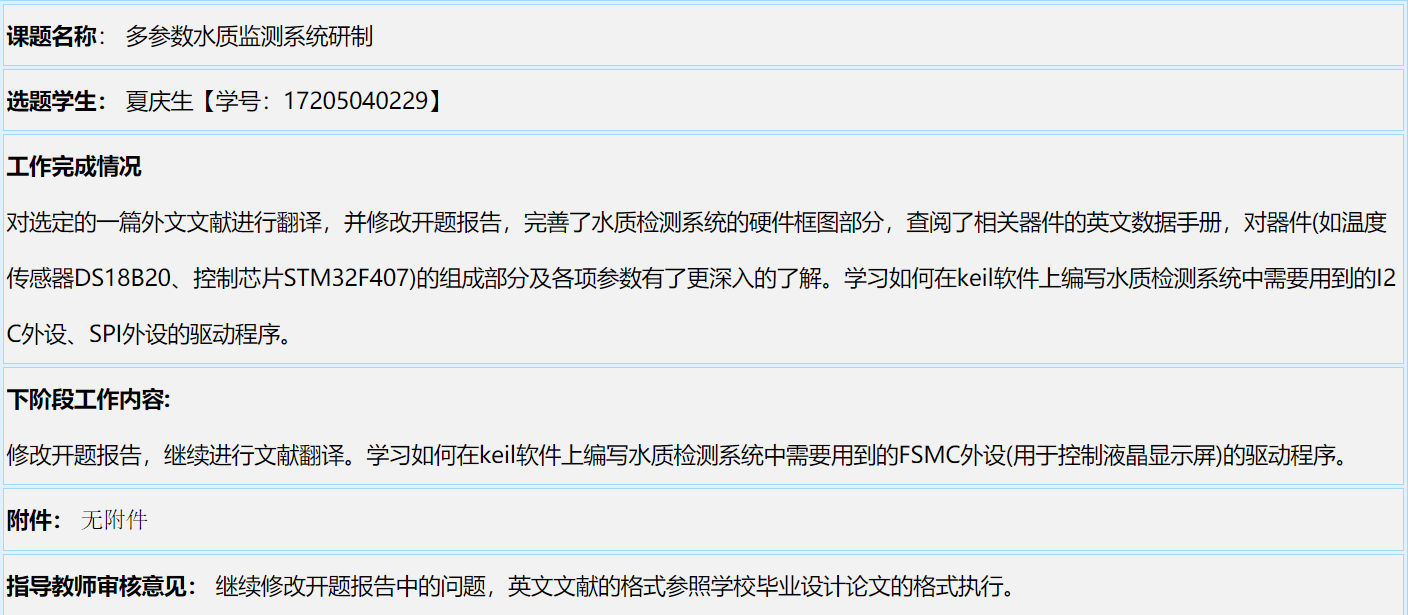 课题名称： 多参数水质监测系统研制
选题学生： 夏庆生【学号：17205040229】
工作完成情况
对选定的一篇外文文献进行翻译，并修改开题报告，完善了水质检测系统的硬件框图部分，查阅了相关器件的英文数据手册，对器件(如温度
传感器DS18B20、控制芯片STM32F407)的组成部分及各项参数有了更深入的了解。学习如何在keil软件上编写水质检测系统中需要用到的I2
C外设、SPI外设的驱动程序。
下阶段工作内容:
修改开题报告，继续进行文献翻译。学习如何在keil软件上编写水质检测系统中需要用到的FSMC外设(用于控制液晶显示屏)的驱动程序。
附件： 无附件
指导教师审核意见： 继续修改开题报告中的问题，英文文献的格式参照学校毕业设计论文的格式执行。